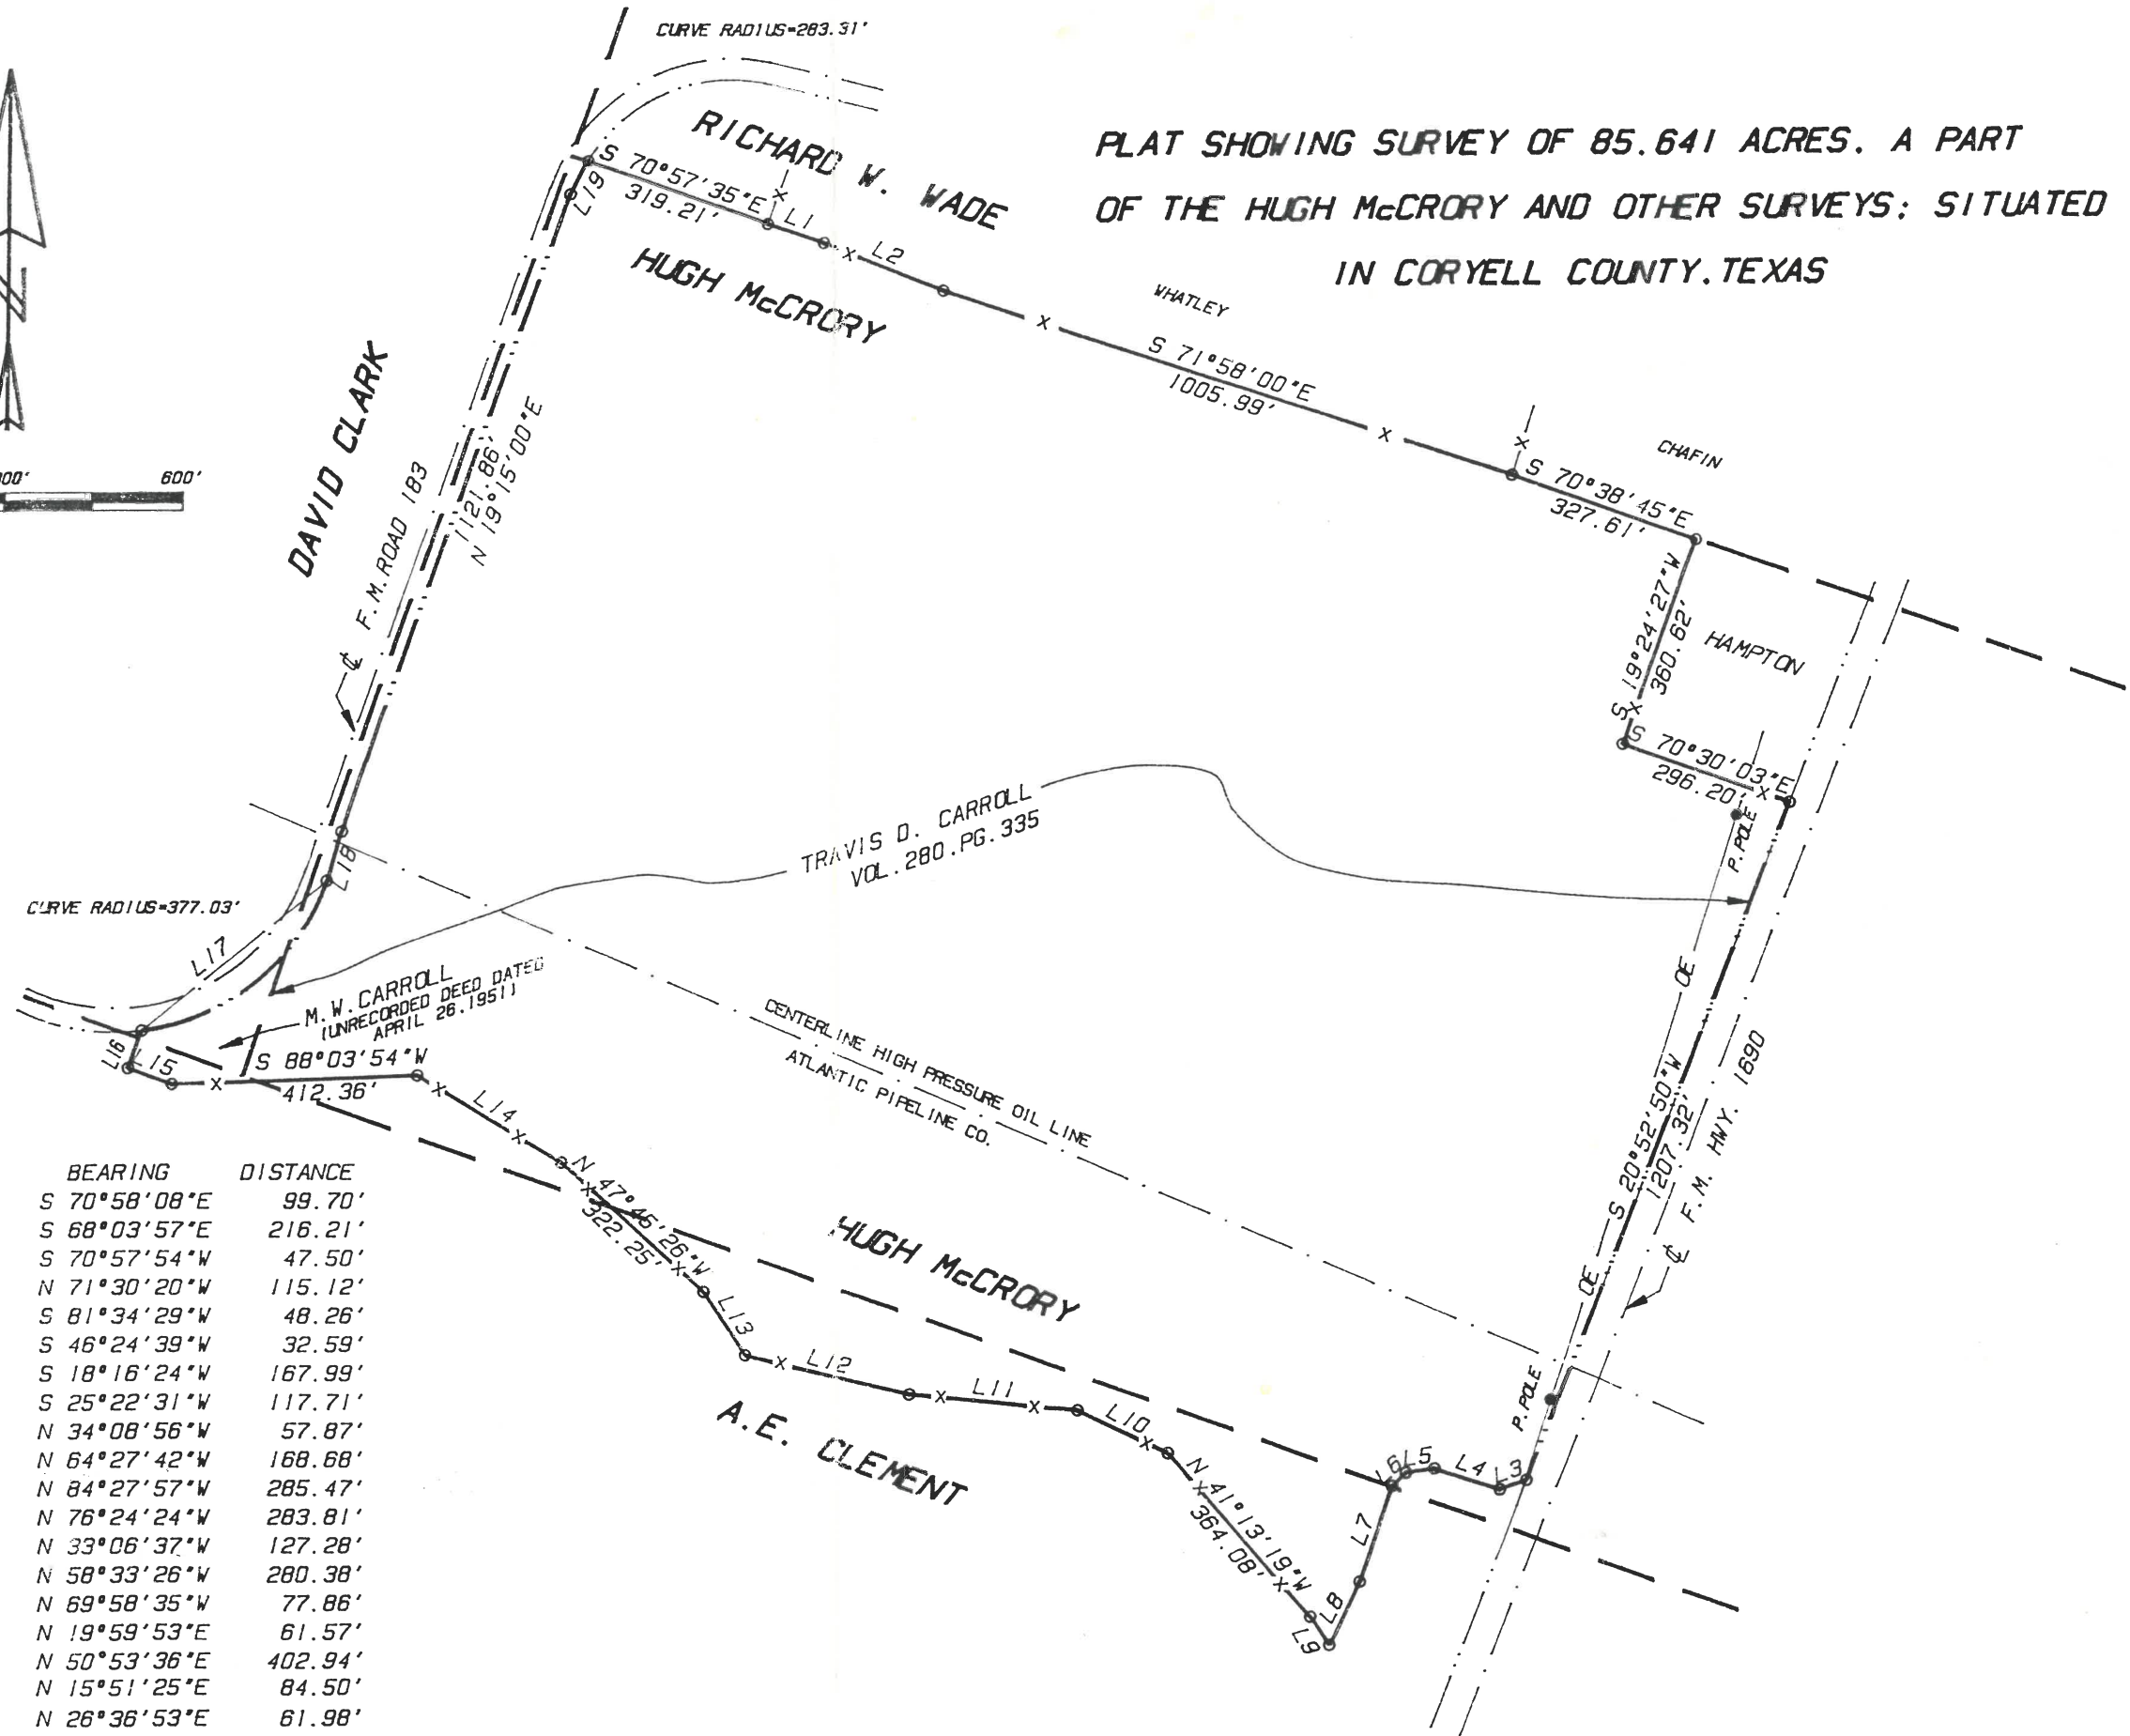 CURVE RADIUS=283.31'
PLAT SHOWING SURVEY OF 85.641 ACRES. A PART
OF THE HUGH McCRORY AND OTHER SURVEYS: SITUATED
IN CORYELL COUNTY. TEXAS
RICHARD W. WADE
S 70°57'35"E
319.21'
L19
L1
L2
HUGH McCRORY
WHATLEY
S 71°58'00"E
1005.99'
CHAFIN
S 70°38'45"E
327.61'
DAVID CLARK
F.M. ROAD 183
1121.86'
N 19°15'00"E
600'
S 19°24'27"W
360.62'
HAMPTON
S 70°30'03"E
296.20'
P.POLE
TRAVIS D. CARROLL
VOL. 280. PG. 335
L18
CURVE RADIUS=377.03'
L17
M.W. CARROLL
(UNRECORDED DEED DATED
APRIL 26.1951)
OE
CENTERLINE HIGH PRESSURE OIL LINE
ATLANTIC PIPELINE CO.
S 20°52'50"W
1207.32'
F.M. HWY. 1690
OE
L16
L15
S 88°03'54"W
412.36'
L14
N 47°46'26"W
322.25'
HUGH McCRORY
L13
L12
L11
L10
A.E. CLEMENT
P.POLE
L6
L5
L4
L3
N 41°13'19"W
364.08'
L7
L8
L9
BEARING DISTANCE
S 70°58'08"E 99.70'
S 68°03'57"E 216.21'
S 70°57'54"W 47.50'
N 71°30'20"W 115.12'
S 81°34'29"W 48.26'
S 46°24'39"W 32.59'
S 18°16'24"W 167.99'
S 25°22'31"W 117.71'
N 34°08'56"W 57.87'
N 64°27'42"W 168.68'
N 84°27'57"W 285.47'
N 76°24'24"W 283.81'
N 33°06'37"W 127.28'
N 58°33'26"W 280.38'
N 69°58'35"W 77.86'
N 19°59'53"E 61.57'
N 50°53'36"E 402.94'
N 15°51'25"E 84.50'
N 26°36'53"E 61.98'